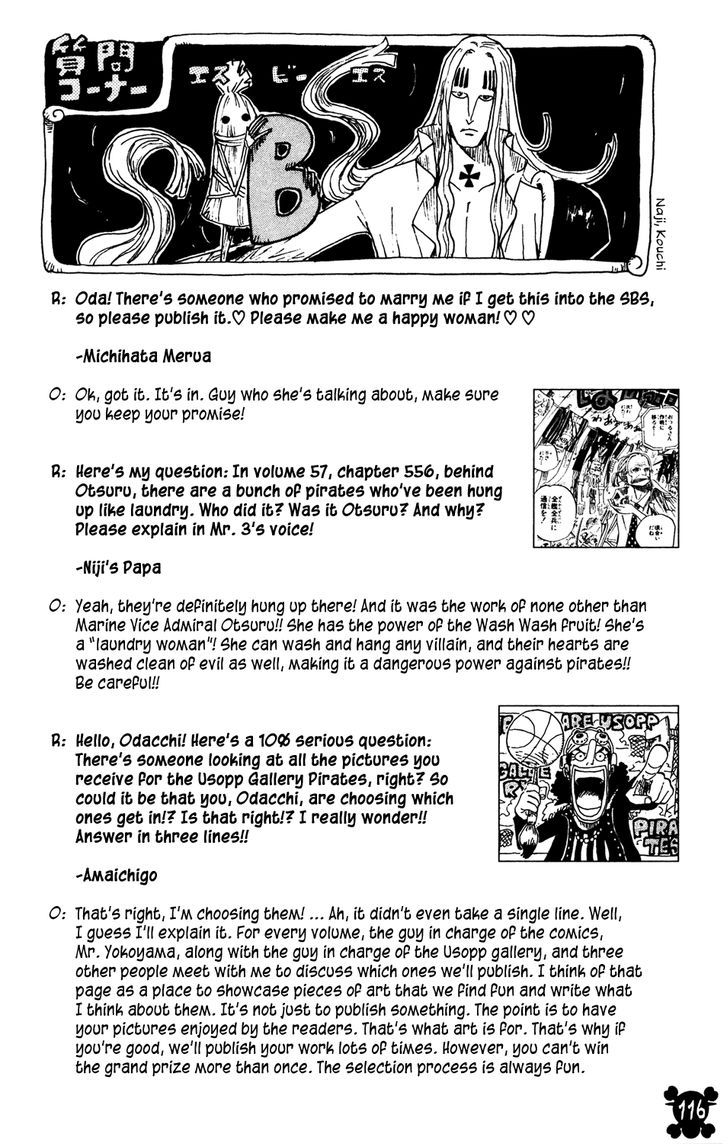 質問
コーナー
エス ビー エス
S B S
Naji, Kouchi
R: Oda! There's someone who promised to marry me if I get this into the SBS,
so please publish it.♡ Please make me a happy woman! ♡ ♡
-Michihata Merua
O: Ok, got it. It's in. Guy who she's talking about, make sure
you keep your promise!
R: Here's my question: In volume 57, chapter 556, behind
Otsuru, there are a bunch of pirates who've been hung
up like laundry. Who did it? Was it Otsuru? And why?
Please explain in Mr. 3's voice!
-Niji's Papa
O: Yeah, they're definitely hung up there! And it was the work of none other than
Marine Vice Admiral Otsuru!! She has the power of the Wash Wash fruit! She's
a "laundry woman"! She can wash and hang any villain, and their hearts are
washed clean of evil as well, making it a dangerous power against pirates!!
Be careful!!
R: Hello, Odacchi! Here's a 10% serious question:
There's someone looking at all the pictures you
receive for the Usopp Gallery Pirates, right? So
could it be that you, Odacchi, are choosing which
ones get in!? Is that right!? I really wonder!!
Answer in three lines!!
-Amaichigo
ARE USOPP
GALLE
R
PIRA
TES
O: That's right, I'm choosing them! ... Ah, it didn't even take a single line. Well,
I guess I'll explain it. For every volume, the guy in charge of the comics,
Mr. Yokoyama, along with the guy in charge of the Usopp gallery, and three
other people meet with me to discuss which ones we'll publish. I think of that
page as a place to showcase pieces of art that we find fun and write what
I think about them. It's not just to publish something. The point is to have
your pictures enjoyed by the readers. That's what art is for. That's why if
you're good, we'll publish your work lots of times. However, you can't win
the grand prize more than once. The selection process is always fun.
116